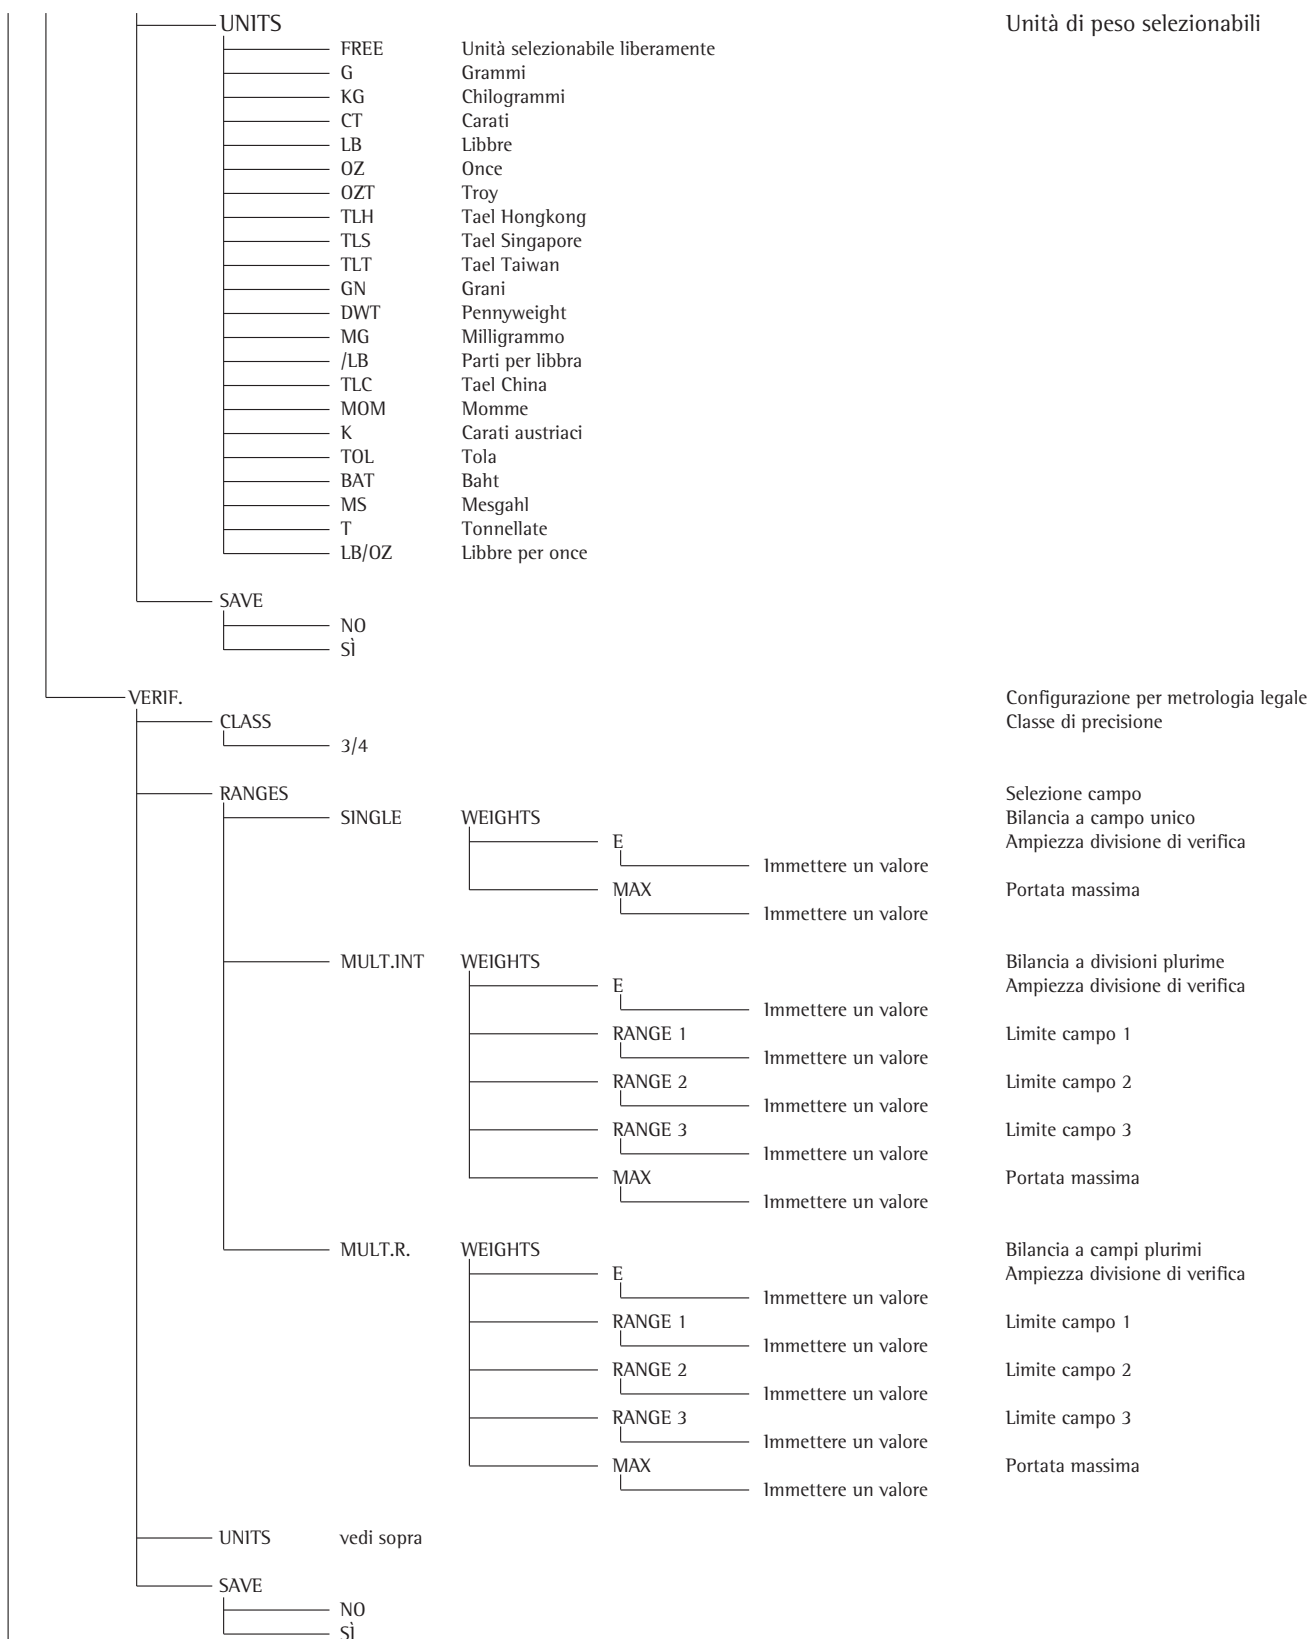 UNITS Unità di peso selezionabili
FREE Unità selezionabile liberamente
G Grammi
KG Chilogrammi
CT Carati
LB Libbre
OZ Once
OZT Troy
TLH Tael Hongkong
TLS Tael Singapore
TLT Tael Taiwan
GN Grani
DWT Pennyweight
MG Milligrammo
/LB Parti per libbra
TLC Tael China
MOM Momme
K Carati austriaci
TOL Tola
BAT Baht
MS Mesgahl
T Tonnellate
LB/OZ Libbre per once
SAVE
NO
SÌ
VERIF. Configurazione per metrologia legale
CLASS Classe di precisione
3/4
RANGES Selezione campo
SINGLE WEIGHTS Bilancia a campo unico
E Ampiezza divisione di verifica
Immettere un valore
MAX Portata massima
Immettere un valore
MULT.INT WEIGHTS Bilancia a divisioni plurime
E Ampiezza divisione di verifica
Immettere un valore
RANGE 1 Limite campo 1
Immettere un valore
RANGE 2 Limite campo 2
Immettere un valore
RANGE 3 Limite campo 3
Immettere un valore
MAX Portata massima
Immettere un valore
MULT.R. WEIGHTS Bilancia a campi plurimi
E Ampiezza divisione di verifica
Immettere un valore
RANGE 1 Limite campo 1
Immettere un valore
RANGE 2 Limite campo 2
Immettere un valore
RANGE 3 Limite campo 3
Immettere un valore
MAX Portata massima
Immettere un valore
UNITS vedi sopra
SAVE
NO
SÌ